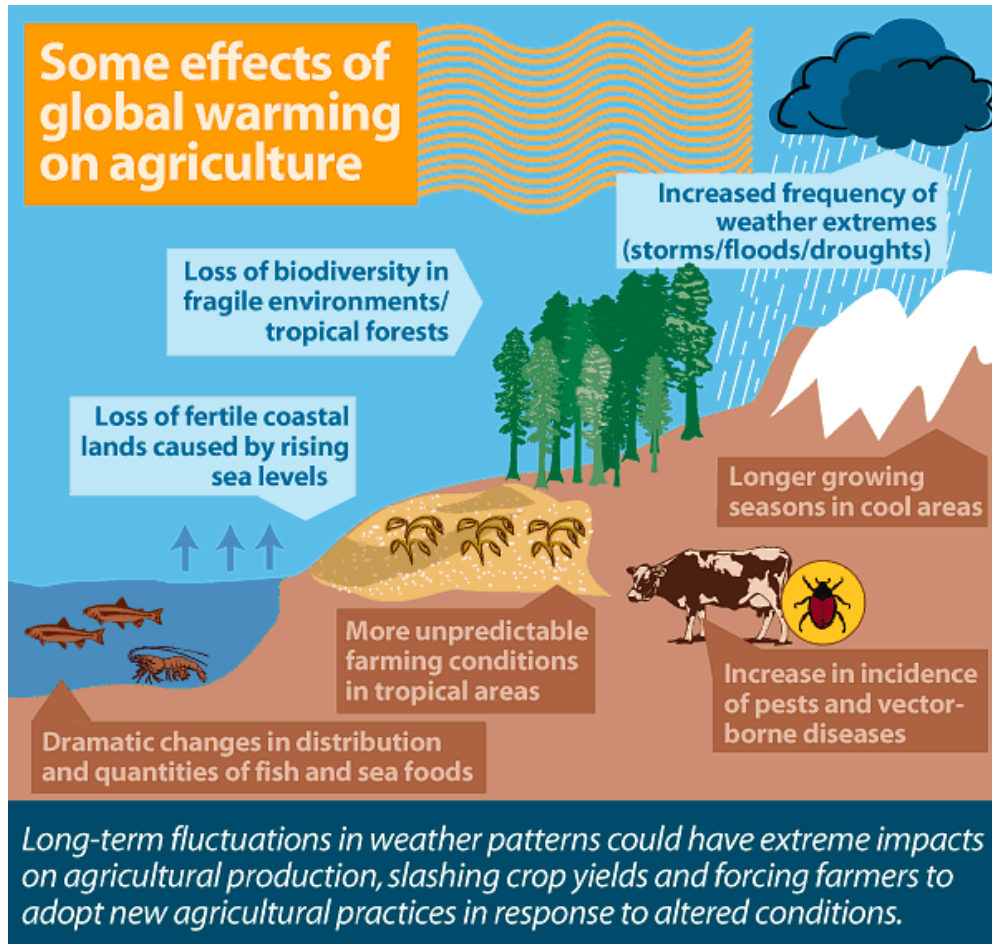 Some effects of
global warming
on agriculture
Increased frequency of
weather extremes
(storms/floods/droughts)
Loss of biodiversity in
fragile environments/
tropical forests
Loss of fertile coastal
lands caused by rising
sea levels
Longer growing
seasons in cool areas
More unpredictable
farming conditions
in tropical areas
Increase in incidence
of pests and vector-
borne diseases
Dramatic changes in distribution
and quantities of fish and sea foods
Long-term fluctuations in weather patterns could have extreme impacts
on agricultural production, slashing crop yields and forcing farmers to
adopt new agricultural practices in response to altered conditions.